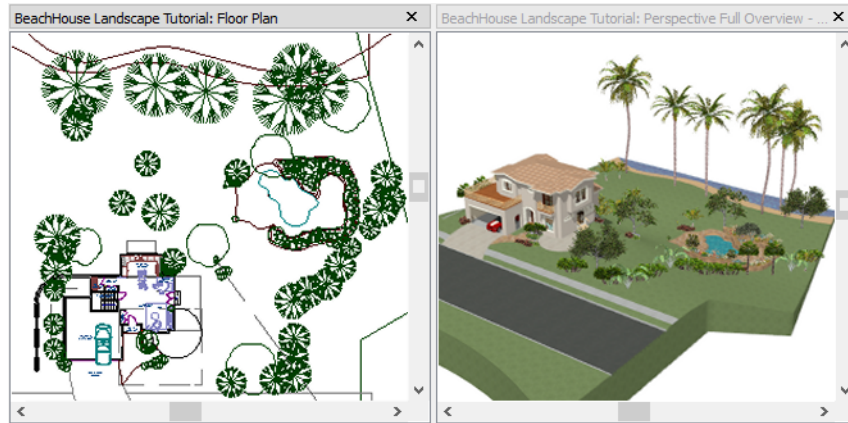 BeachHouse Landscape Tutorial: Floor Plan
BeachHouse Landscape Tutorial: Perspective Full Overview - ...